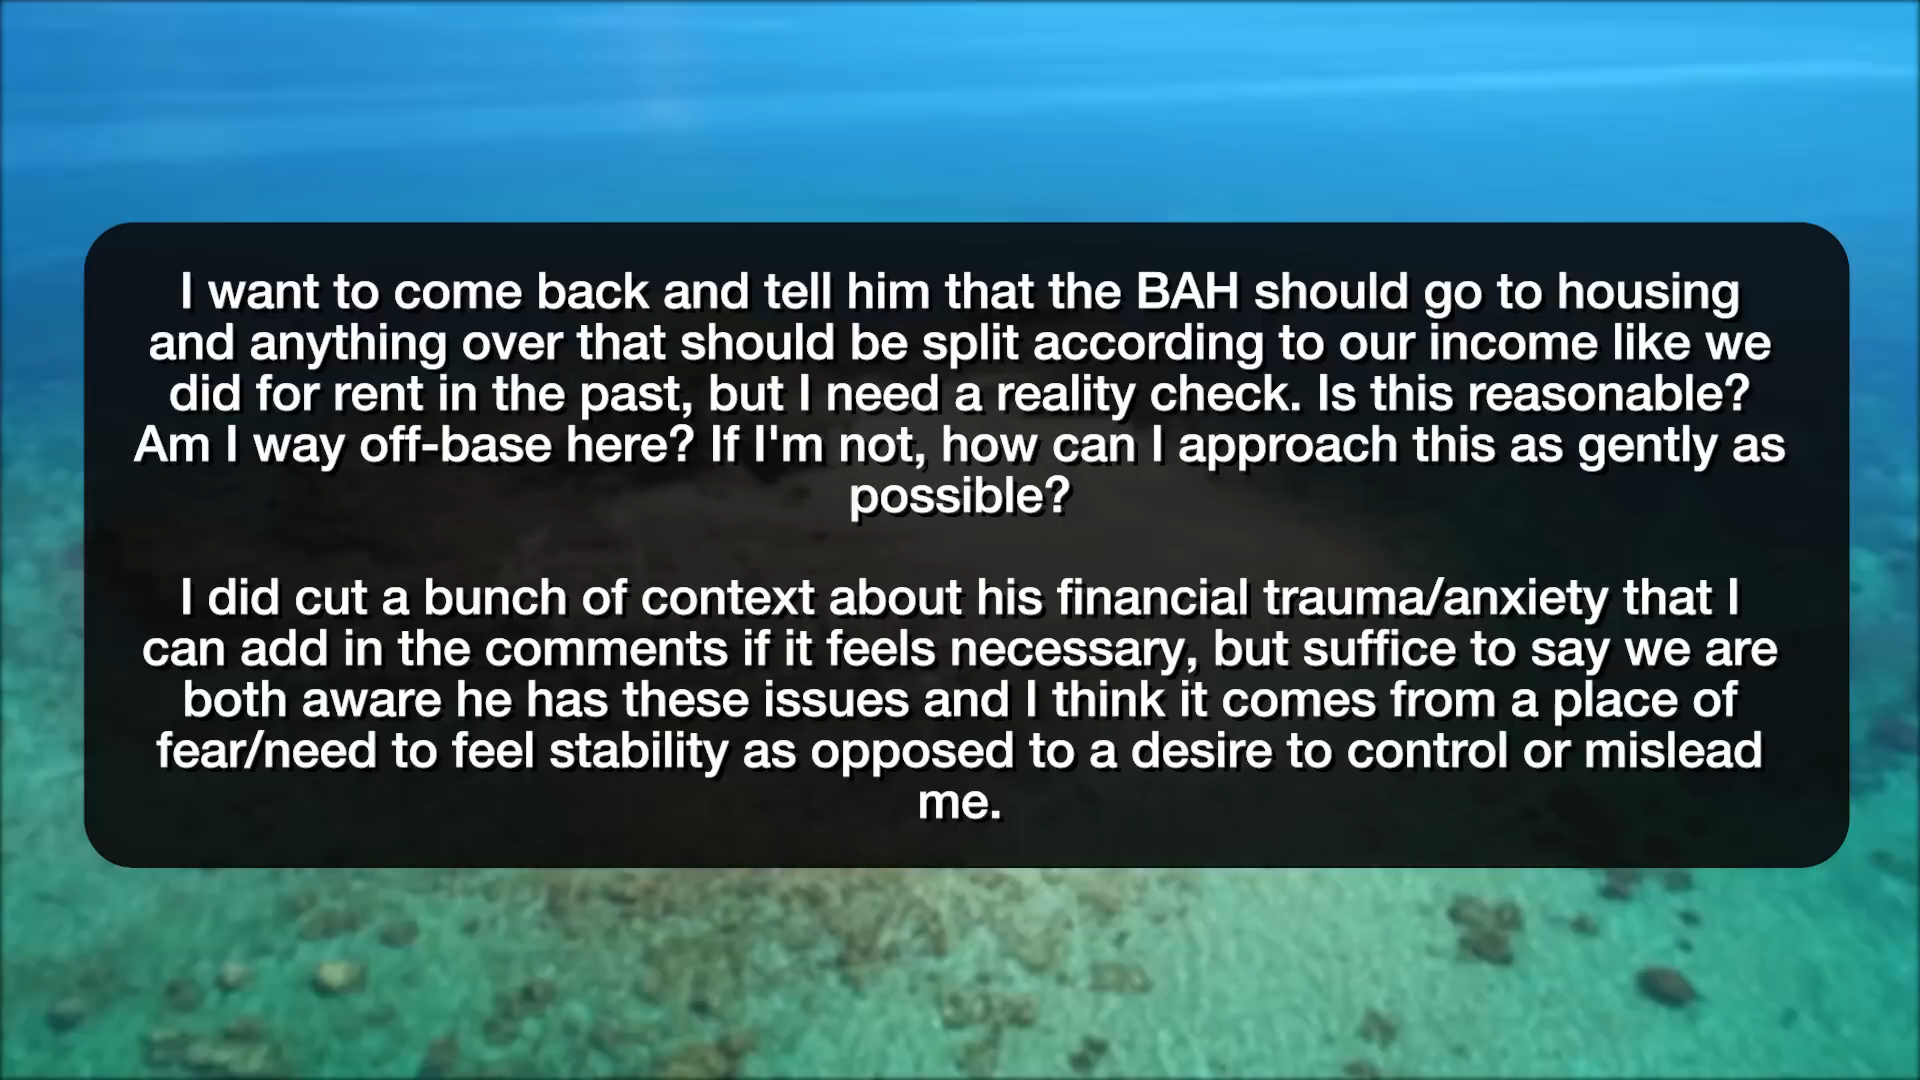 I want to come back and tell him that the BAH should go to housing
and anything over that should be split according to our income like we
did for rent in the past, but I need a reality check. Is this reasonable?
Am I way off-base here? If I'm not, how can I approach this as gently as
possible?
I did cut a bunch of context about his financial trauma/anxiety that I
can add in the comments if it feels necessary, but suffice to say we are
both aware he has these issues and I think it comes from a place of
fear/need to feel stability as opposed to a desire to control or mislead
me.